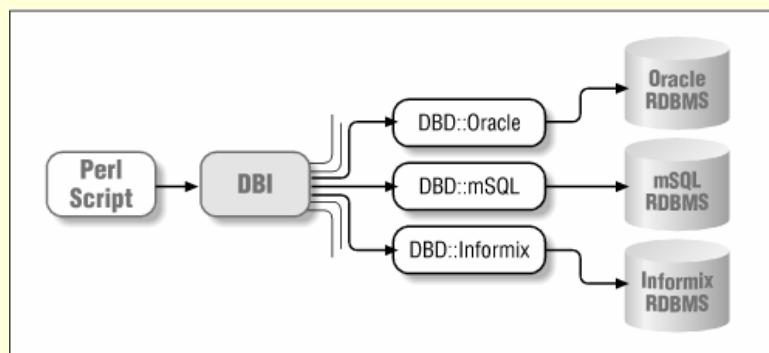 Perl
Script
DBI
DBD::Oracle
DBD::mSQL
DBD::Informix
Oracle
RDBMS
mSQL
RDBMS
Informix
RDBMS